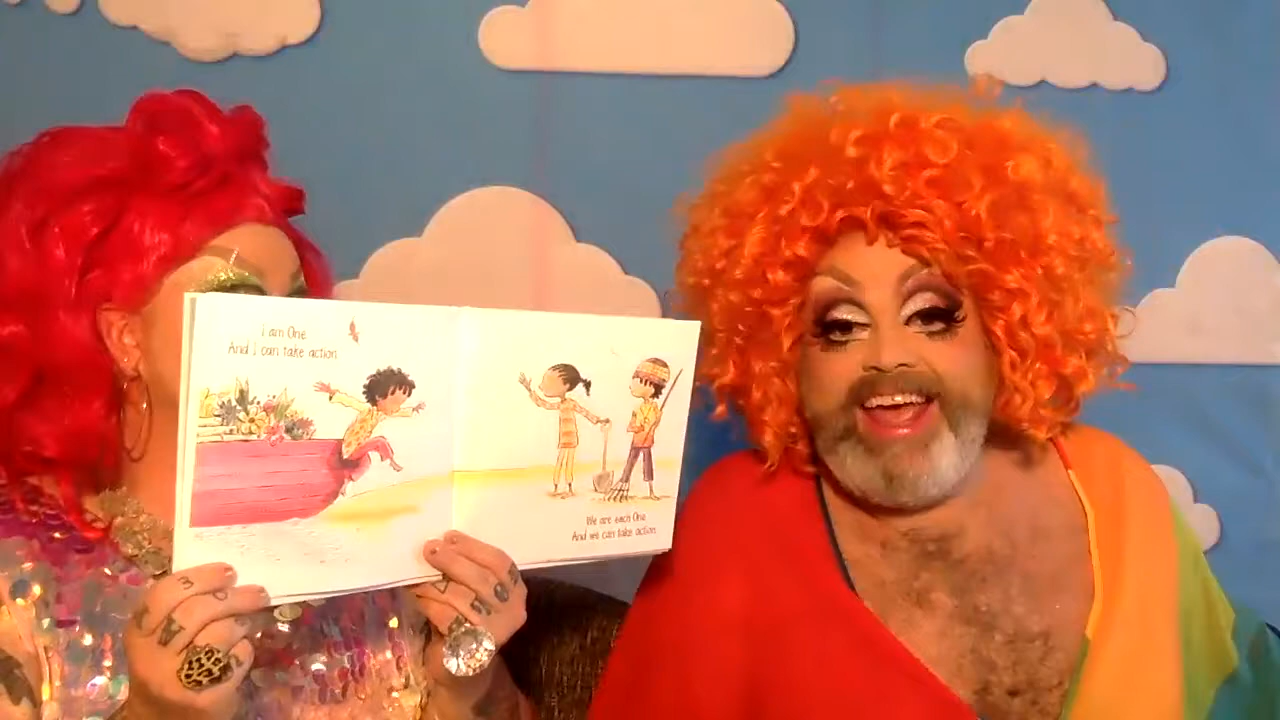 I am One
And I can take action
We are each One
And we can take action